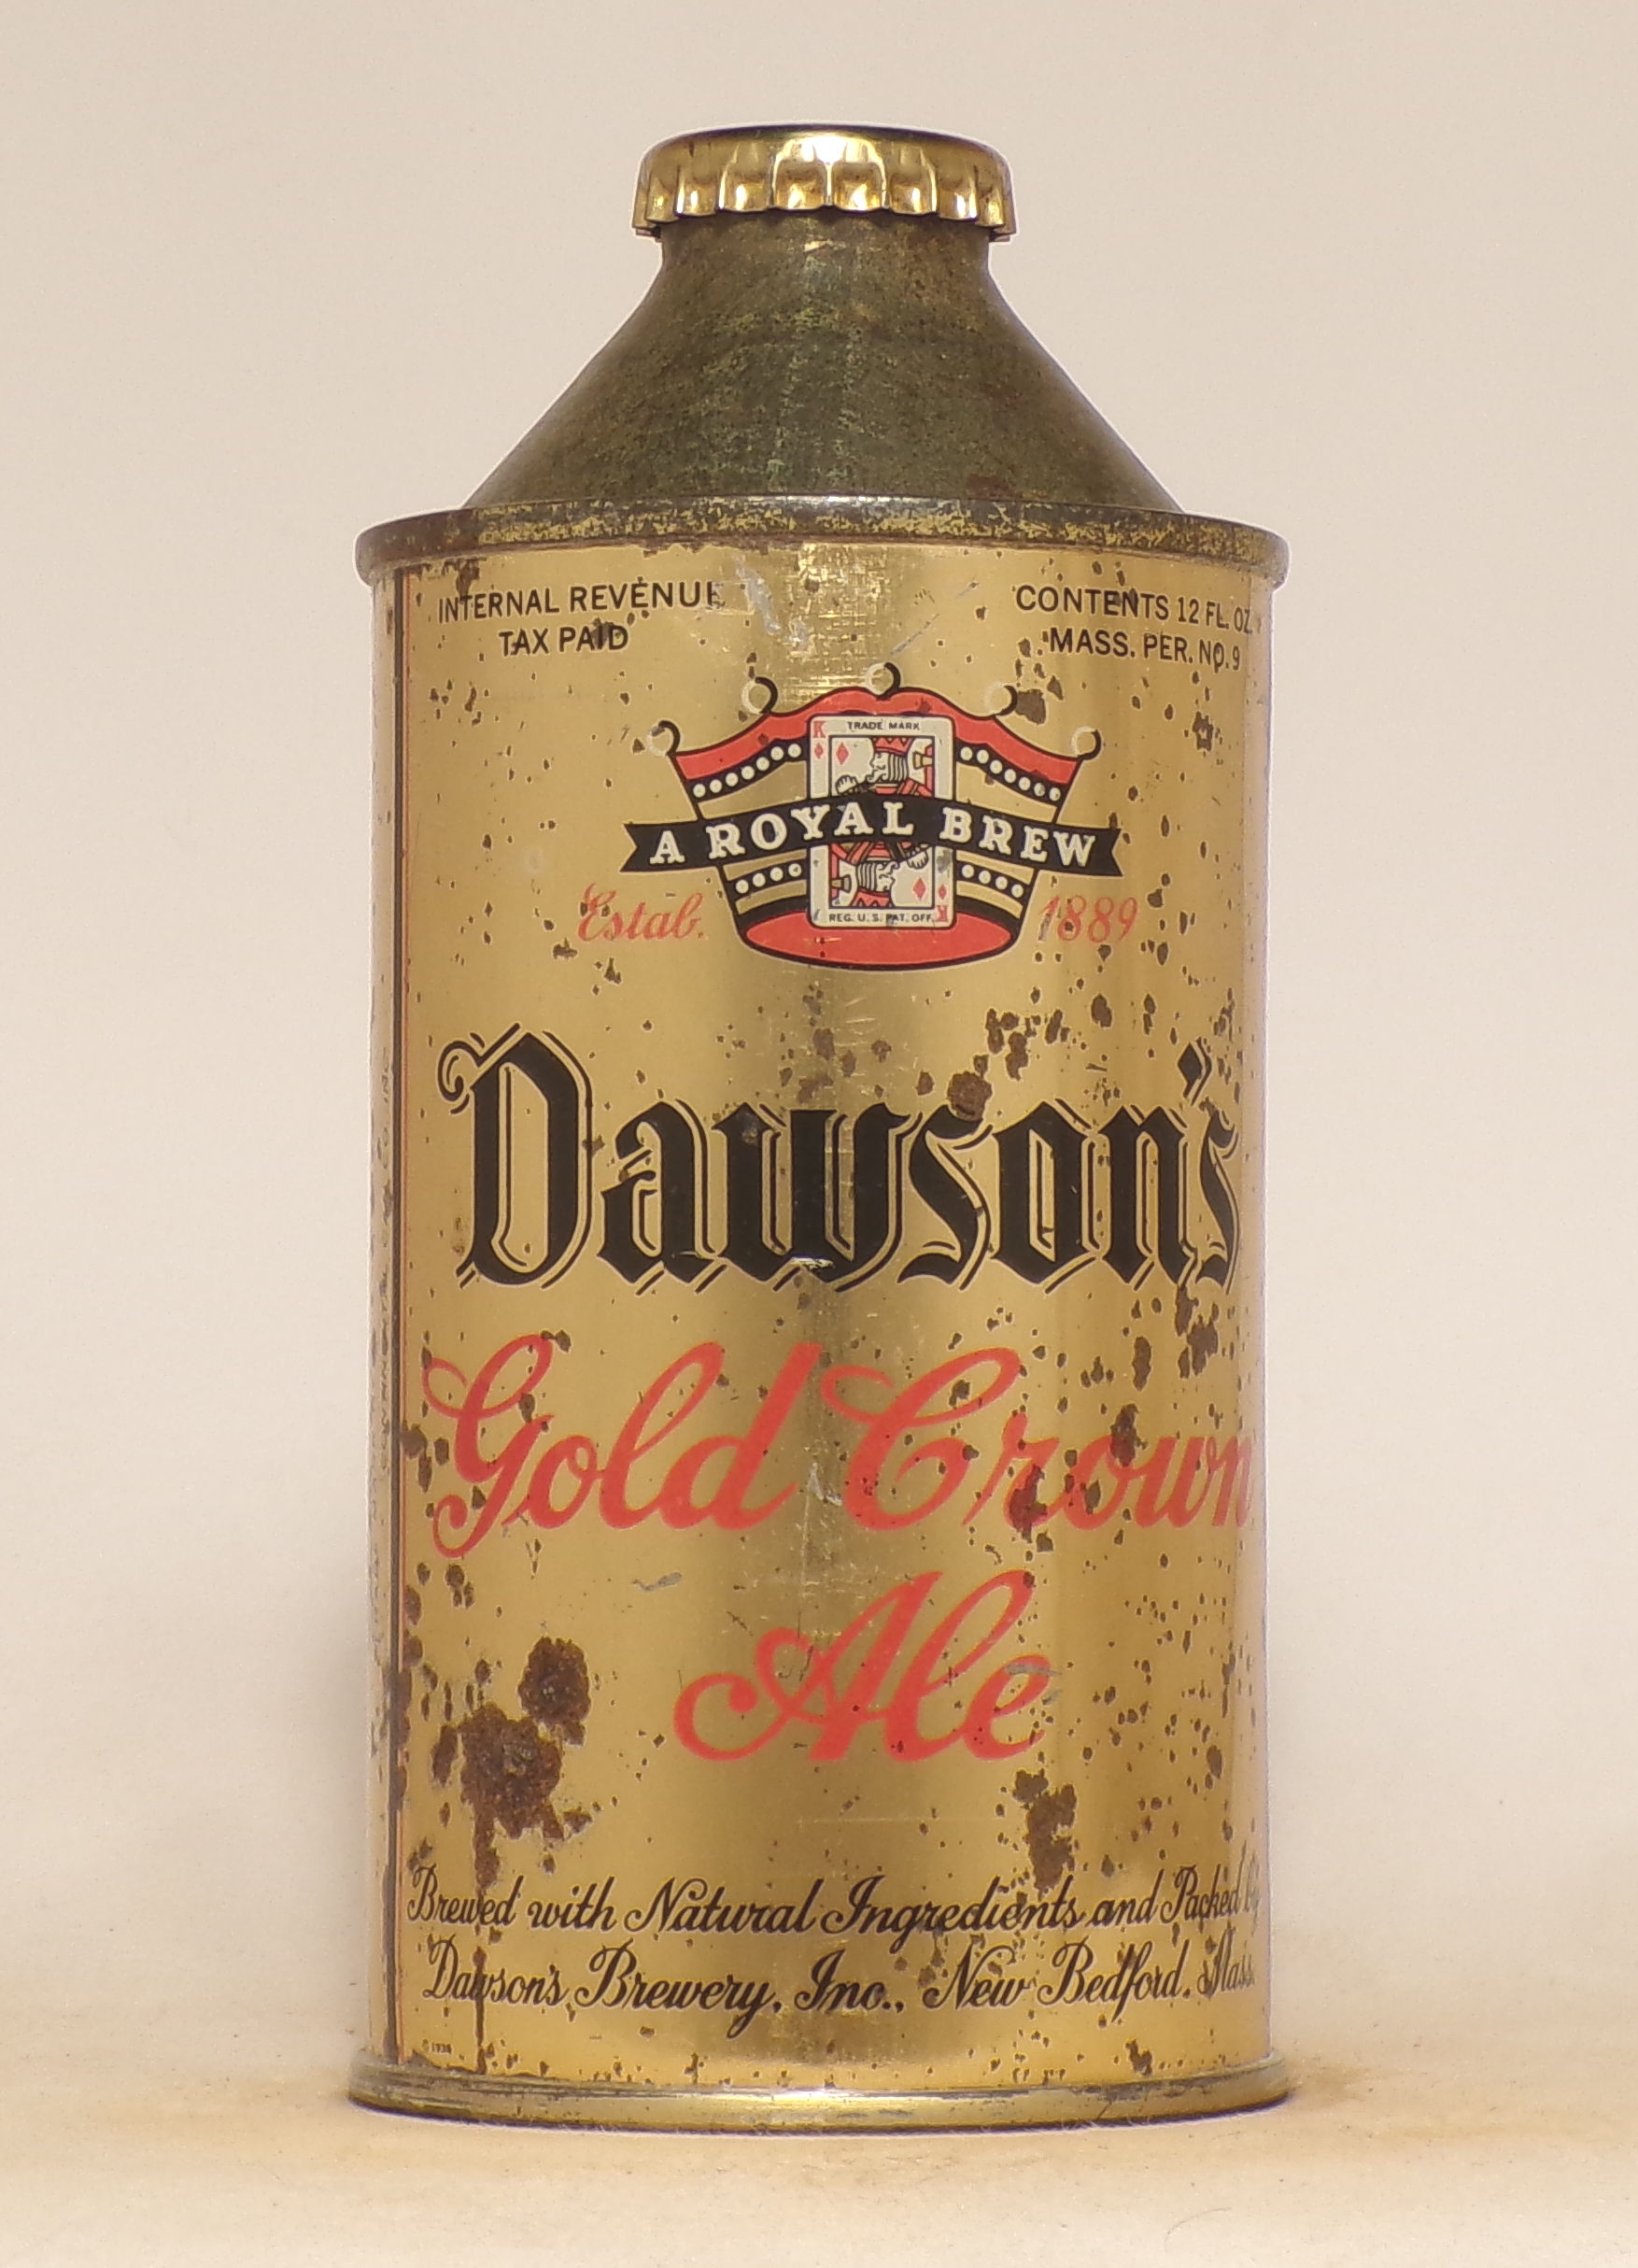 INTERNAL REVENUE
TAX PAID
CONTENTS 12 FL. OZ.
MASS. PER. NO. 9
K
TRADE MARK
A ROYAL BREW
Estab. 1889
REG. U.S. PAT. OFF.
K
Dawson's
Gold Crown
Ale
Brewed with Natural Ingredients and Packed by
Dawson's Brewery, Inc., New Bedford, Mass.